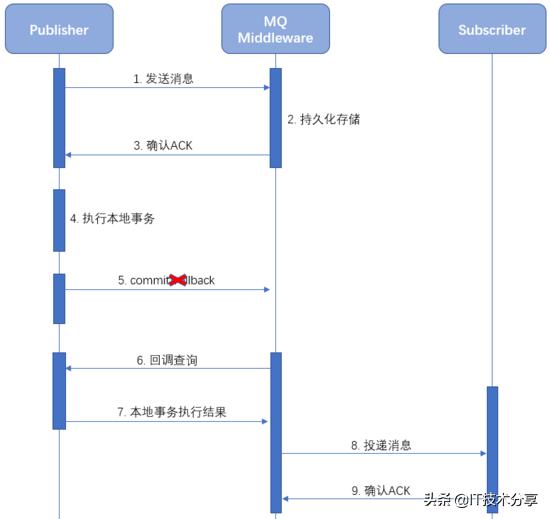 Publisher
MQ
Middleware
Subscriber
1. 发送消息
2. 持久化存储
3. 确认ACK
4. 执行本地事务
5. commit llback
6. 回调查询
7. 本地事务执行结果
8. 投递消息
9. 确认ACK
头条 @IT技术分享